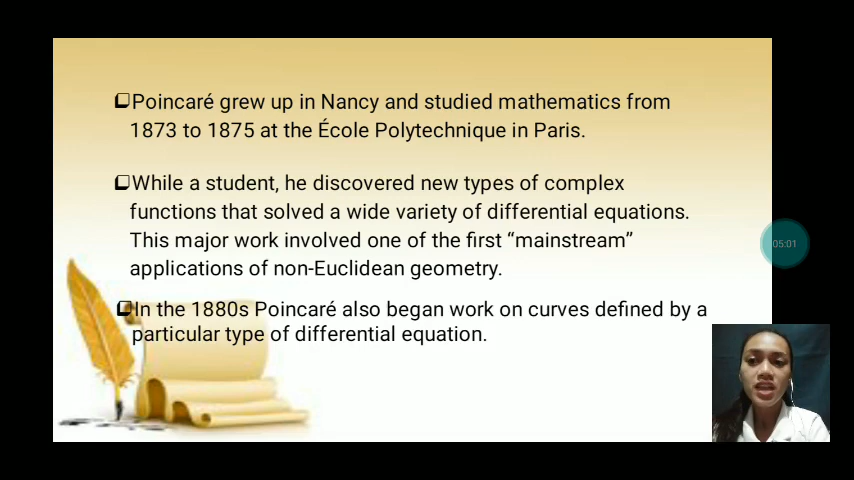 ❑Poincaré grew up in Nancy and studied mathematics from
1873 to 1875 at the École Polytechnique in Paris.
❑While a student, he discovered new types of complex
functions that solved a wide variety of differential equations.
This major work involved one of the first “mainstream”
applications of non-Euclidean geometry.
❑In the 1880s Poincaré also began work on curves defined by a
particular type of differential equation.
05:01